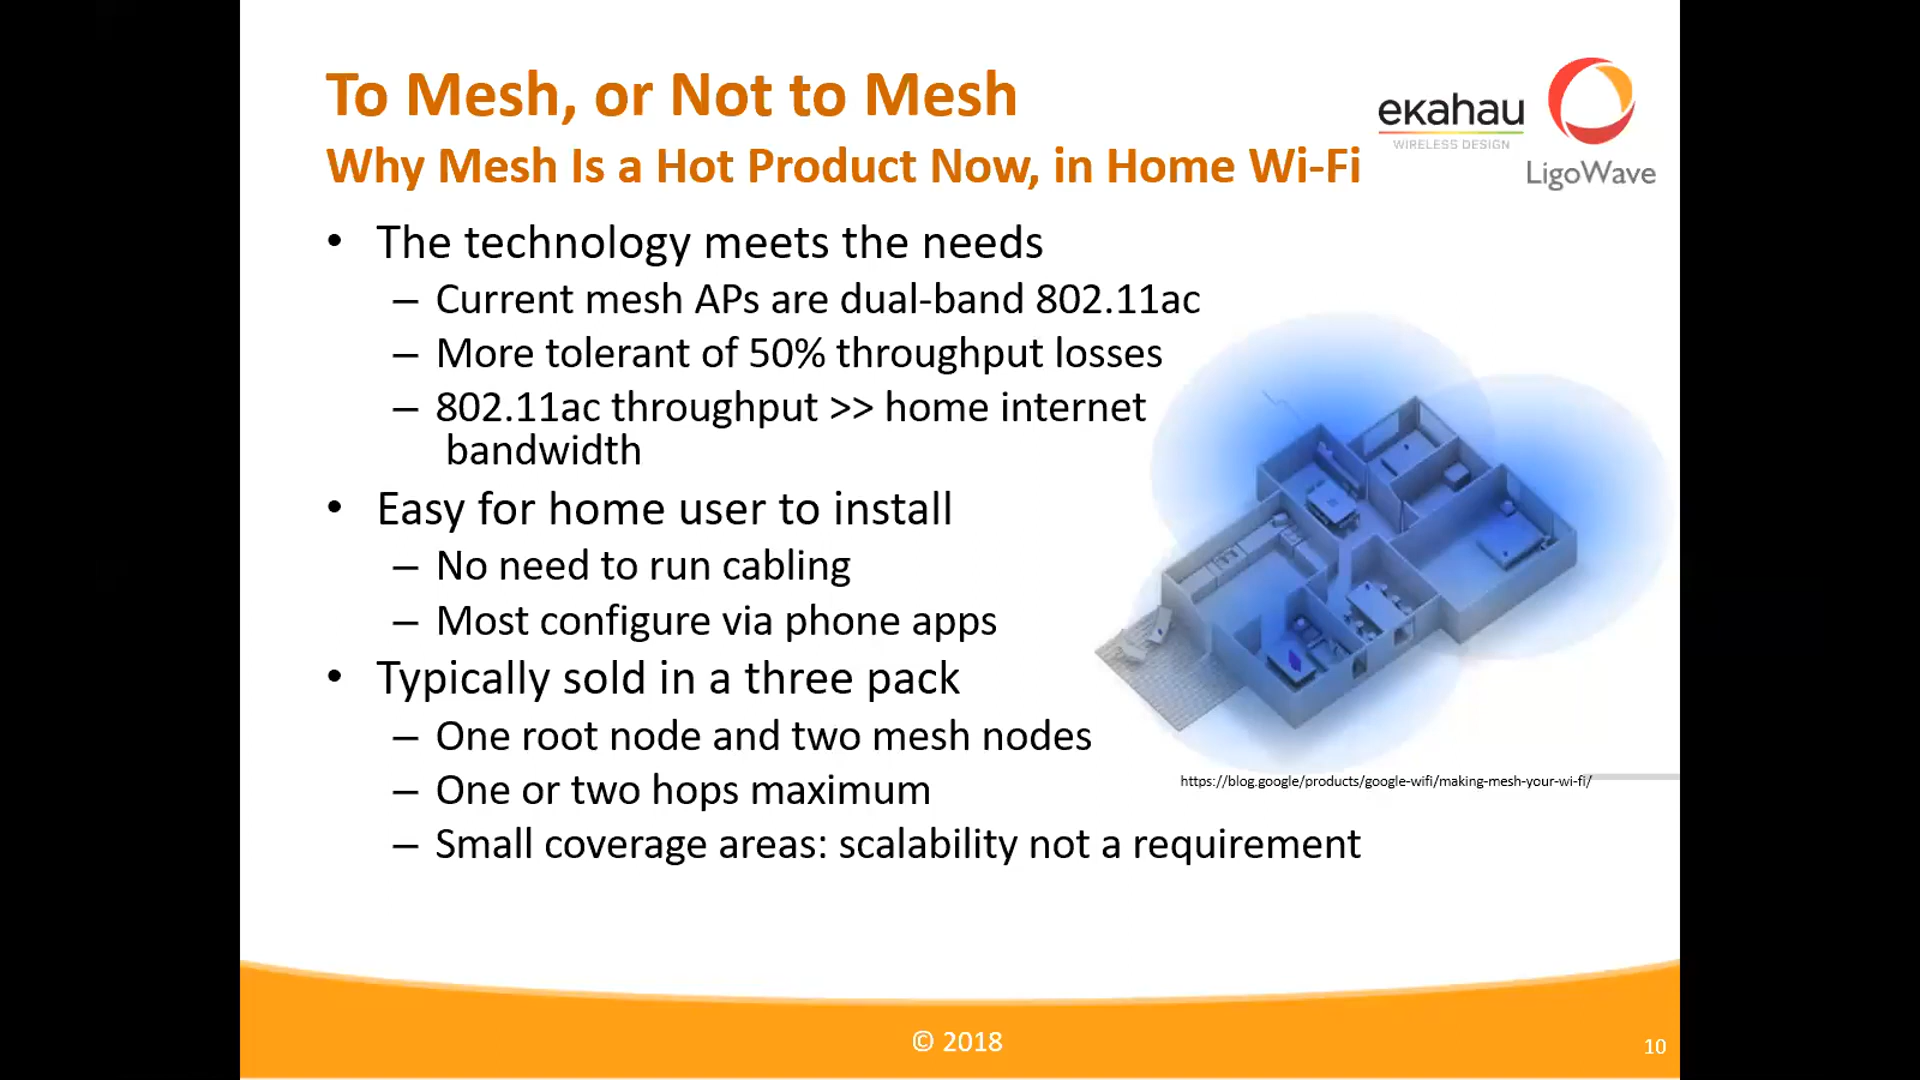 To Mesh, or Not to Mesh
Why Mesh Is a Hot Product Now, in Home Wi-Fi
ekahau
WIRELESS DESIGN
LigoWave
• The technology meets the needs
– Current mesh APs are dual-band 802.11ac
– More tolerant of 50% throughput losses
– 802.11ac throughput >> home internet
bandwidth
• Easy for home user to install
– No need to run cabling
– Most configure via phone apps
• Typically sold in a three pack
– One root node and two mesh nodes
– One or two hops maximum
– Small coverage areas: scalability not a requirement
https://blog.google/products/google-wifi/making-mesh-your-wi-fi/
© 2018
10